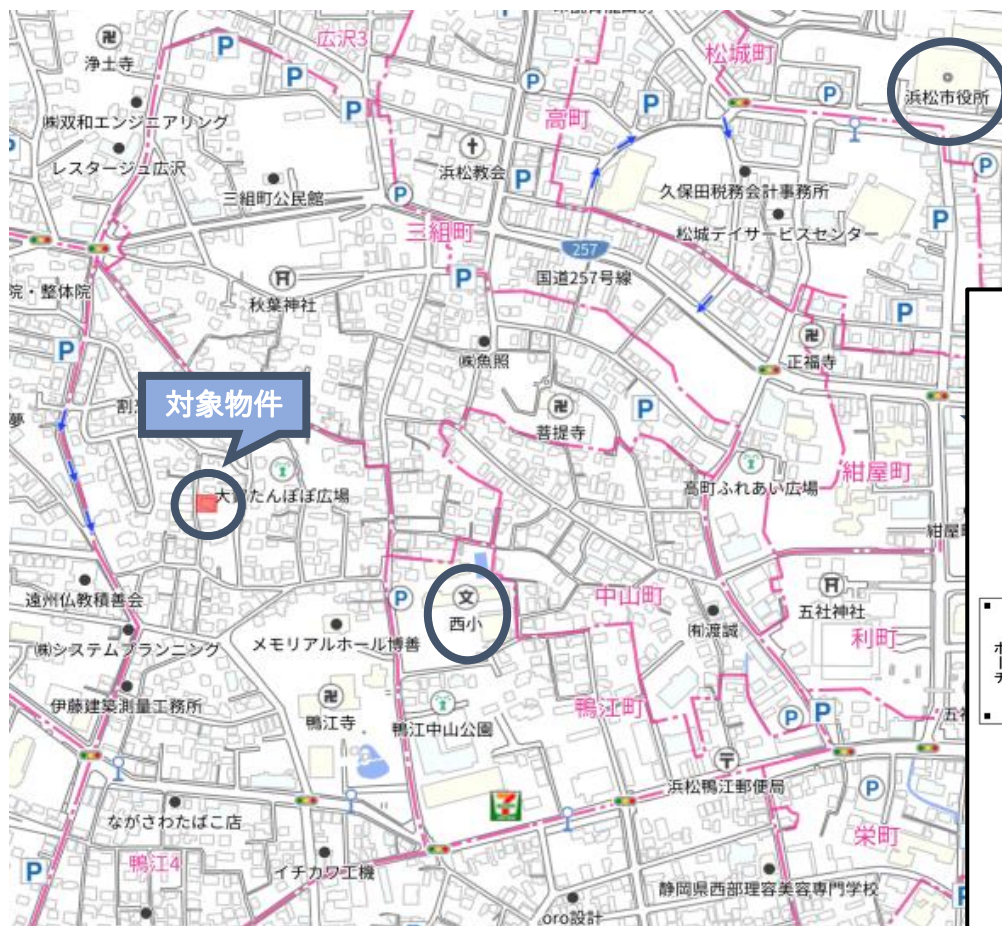 広沢3
松城町
浄土寺
P
P
P
P
P
P
浜松市役所
高町
㈱双和エンジニアリング
レスタージュ広沢
浜松教会
三組町公民館
P
P
久保田税務会計事務所
P
P
三組町
松城デイサービスセンター
257
国道257号線
院・整体院
秋葉神社
P
P
P
㈱魚照
正福寺
対象物件
夢
P
菩提寺
紺屋町
大 たんぽぽ広場
高町ふれあい広場
遠州仏教積善会
P
文
西小
中山町
五社神社
㈲渡誠
利町
㈱システムプランニング
メモリアルホール博善
ポーチ
伊藤建築測量工務所
鴨江寺
鴨江中山公園
鴨江町
P
P
浜松鴨江郵便局
7
P
ながさわたばこ店
栄町
鴨江4
P
イチカワ工機
静岡県西部理容美容専門学校
oro設計